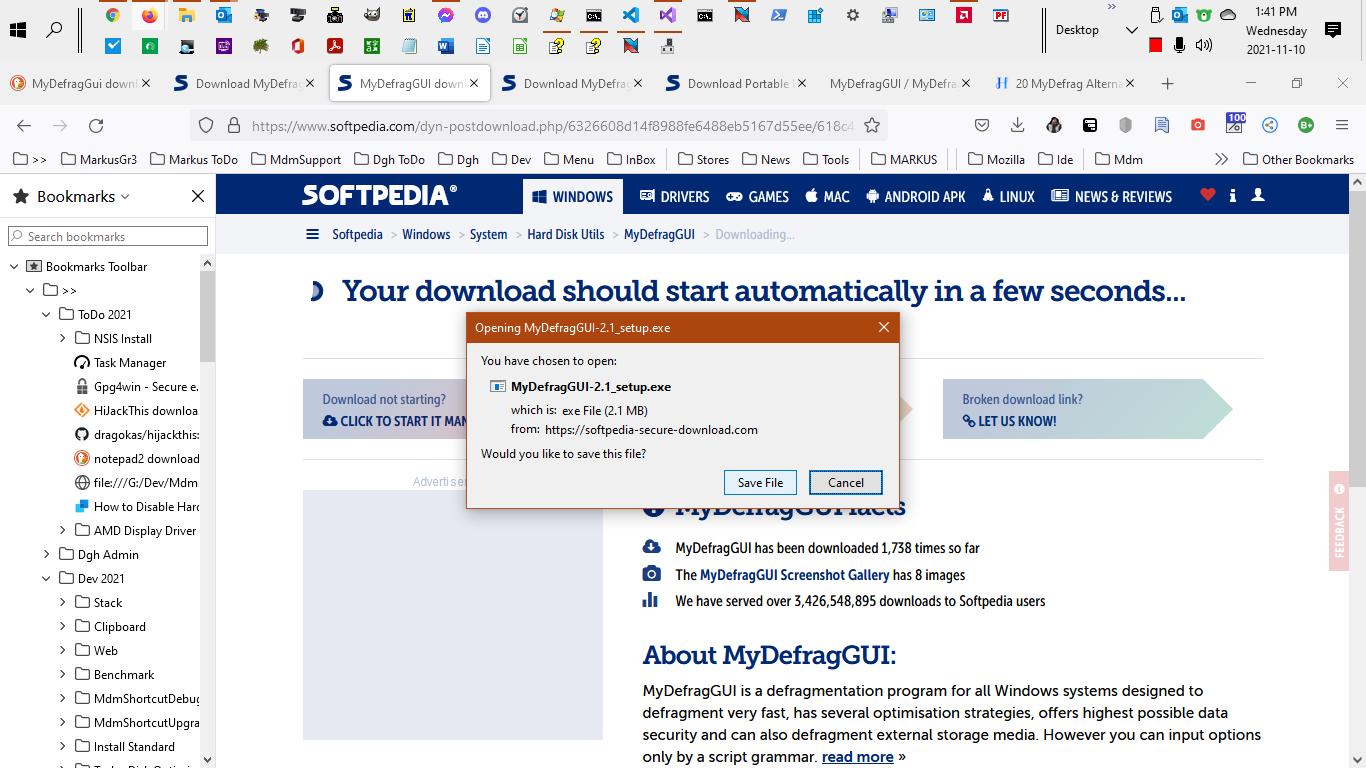 1:41 PM
Desktop
Wednesday
2021-11-10
MyDefragGui downl
Download MyDefrag
MyDefragGUI down
Download MyDefrag
Download Portable
MyDefragGUI / MyDefra
20 MyDefrag Alterna
https://www.softpedia.com/dyn-postdownload.php/6326608d14f8988fe6488eb5167d55ee/618c4
100
>>
MarkusGr3
Markus ToDo
MdmSupport
Dgh ToDo
Dgh
Dev
Menu
InBox
Stores
News
Tools
MARKUS
Mozilla
Ide
Mdm
Other Bookmarks
Bookmarks
Search bookmarks
Bookmarks Toolbar
>>
ToDo 2021
NSIS Install
Task Manager
Gpg4win - Secure e.
HiJackThis downloa
dragokas/hijackthis:
notepad2 download
file:///G:/Dev/Mdm
How to Disable Hard
AMD Display Driver
Dgh Admin
Dev 2021
Stack
Clipboard
Web
Benchmark
MdmShortcutDebug
MdmShortcutUpgra
Install Standard
SOFTPEDIA®
WINDOWS
DRIVERS
GAMES
MAC
ANDROID APK
LINUX
NEWS & REVIEWS
Softpedia > Windows > System > Hard Disk Utils > MyDefragGUI > Downloading...
Your download should start automatically in a few seconds...
Opening MyDefragGUI-2.1_setup.exe
You have chosen to open:
MyDefragGUI-2.1_setup.exe
which is: exe File (2.1 MB)
from: https://softpedia-secure-download.com
Would you like to save this file?
Save File
Cancel
Download not starting?
CLICK TO START IT MAN
Broken download link?
LET US KNOW!
Advertise
MyDefragGUI facts
MyDefragGUI has been downloaded 1,738 times so far
The MyDefragGUI Screenshot Gallery has 8 images
We have served over 3,426,548,895 downloads to Softpedia users
FEEDBACK
About MyDefragGUI:
MyDefragGUI is a defragmentation program for all Windows systems designed to
defragment very fast, has several optimisation strategies, offers highest possible data
security and can also defragment external storage media. However you can input options
only by a script grammar. read more »